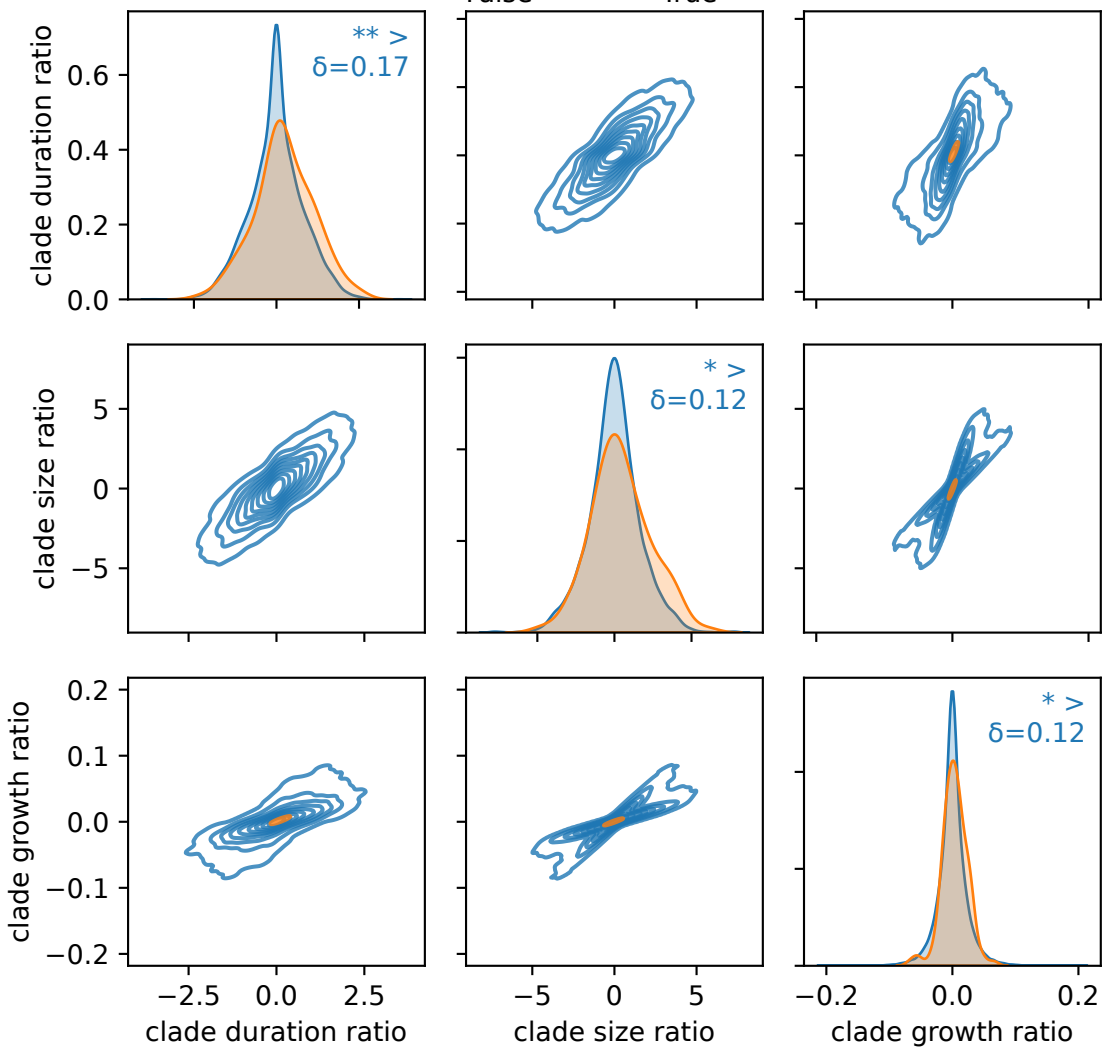 False True
clade duration ratio
0.6
0.4
0.2
0.0
** >
δ=0.17
clade size ratio
5
0
−5
* >
δ=0.12
clade growth ratio
0.2
0.1
0.0
−0.1
−0.2
* >
δ=0.12
−2.5 0.0 2.5
−5 0 5
−0.2 0.0 0.2
clade duration ratio
clade size ratio
clade growth ratio